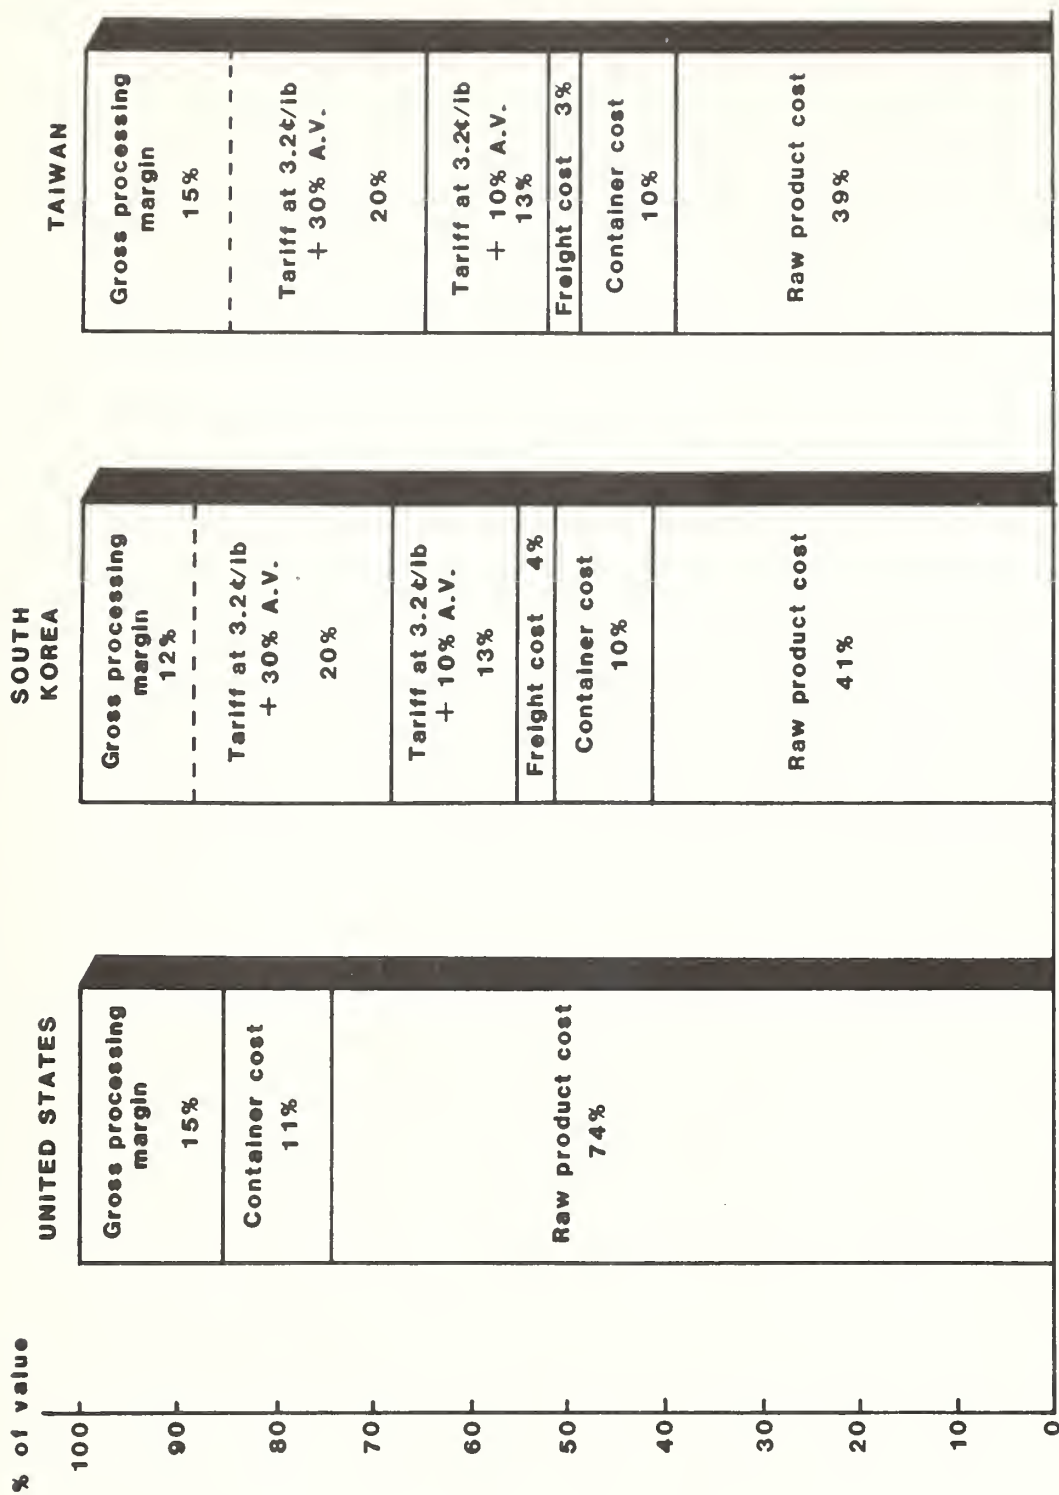 % of value
100
90
80
70
60
50
40
30
20
10
0
UNITED STATES
Gross processing
margin
15%
Container cost
11%
Raw product cost
74%
SOUTH
KOREA
Gross processing
margin
12%
Tariff at 3.2¢/lb
+ 30% A.V.
20%
Tariff at 3.2¢/lb
+ 10% A.V.
13%
Freight cost 4%
Container cost
10%
Raw product cost
41%
TAIWAN
Gross processing
margin
15%
Tariff at 3.2¢/lb
+ 30% A.V.
20%
Tariff at 3.2¢/lb
+ 10% A.V.
13%
Freight cost 3%
Container cost
10%
Raw product cost
39%